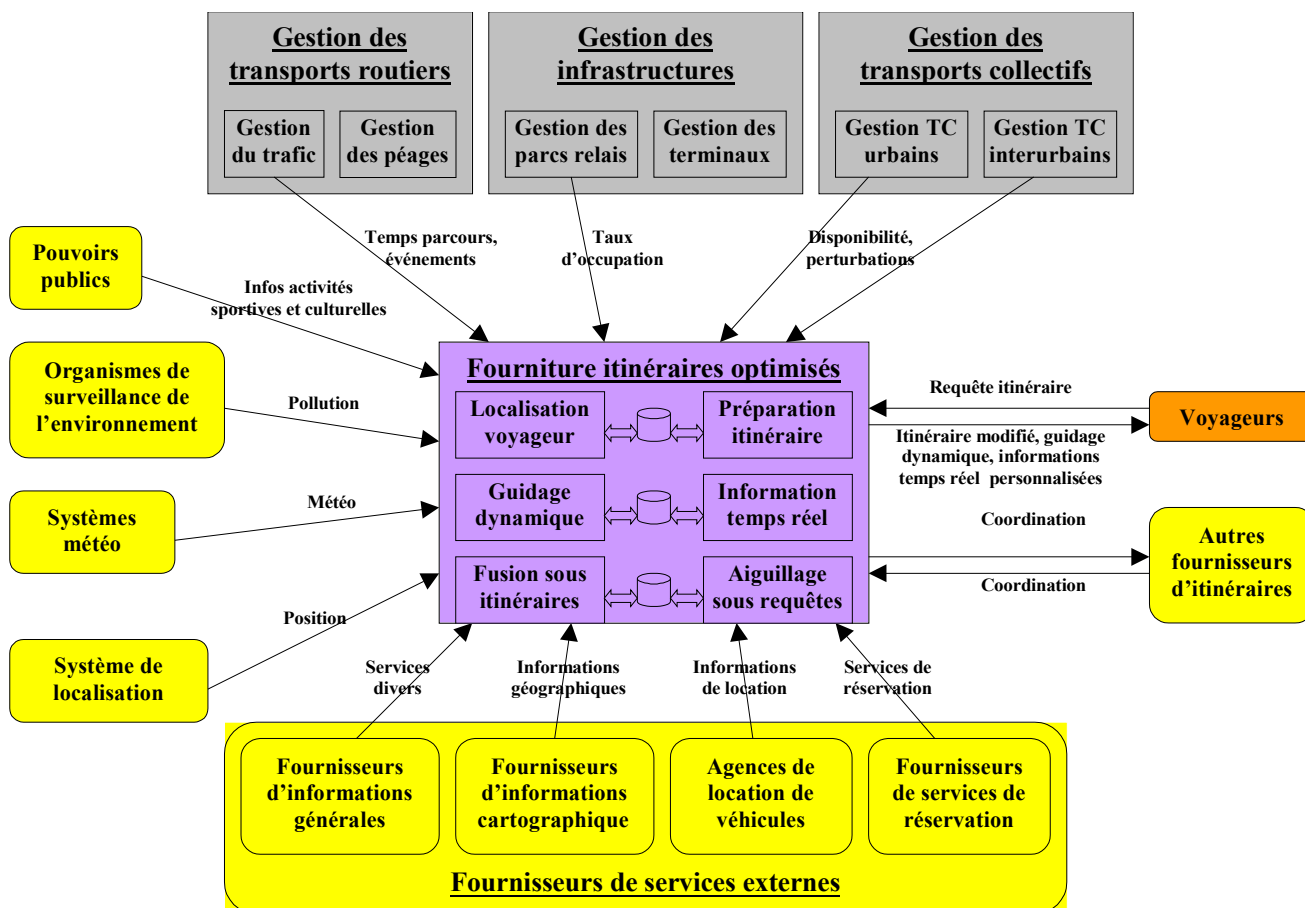 Gestion des
transports routiers
Gestion
du trafic
Gestion
des péages
Gestion des
infrastructures
Gestion des
parcs relais
Gestion des
terminaux
Gestion des
transports collectifs
Gestion TC
urbains
Gestion TC
interurbains
Temps parcours,
événements
Taux
d’occupation
Disponibilité,
perturbations
Pouvoirs
publics
Infos activités
sportives et culturelles
Organismes de
surveillance de
l’environnement
Pollution
Systèmes
météo
Météo
Système de
localisation
Position
Fourniture itinéraires optimisés
Localisation
voyageur
Préparation
itinéraire
Guidage
dynamique
Information
temps réel
Fusion sous
itinéraires
Aiguillage
sous requêtes
Requête itinéraire
Voyageurs
Itinéraire modifié, guidage
dynamique, informations
temps réel personnalisées
Coordination
Coordination
Autres
fournisseurs
d’itinéraires
Services
divers
Informations
géographiques
Informations
de location
Services de
réservation
Fournisseurs
d’informations
générales
Fournisseurs
d’informations
cartographique
Agences de
location de
véhicules
Fournisseurs
de services de
réservation
Fournisseurs de services externes